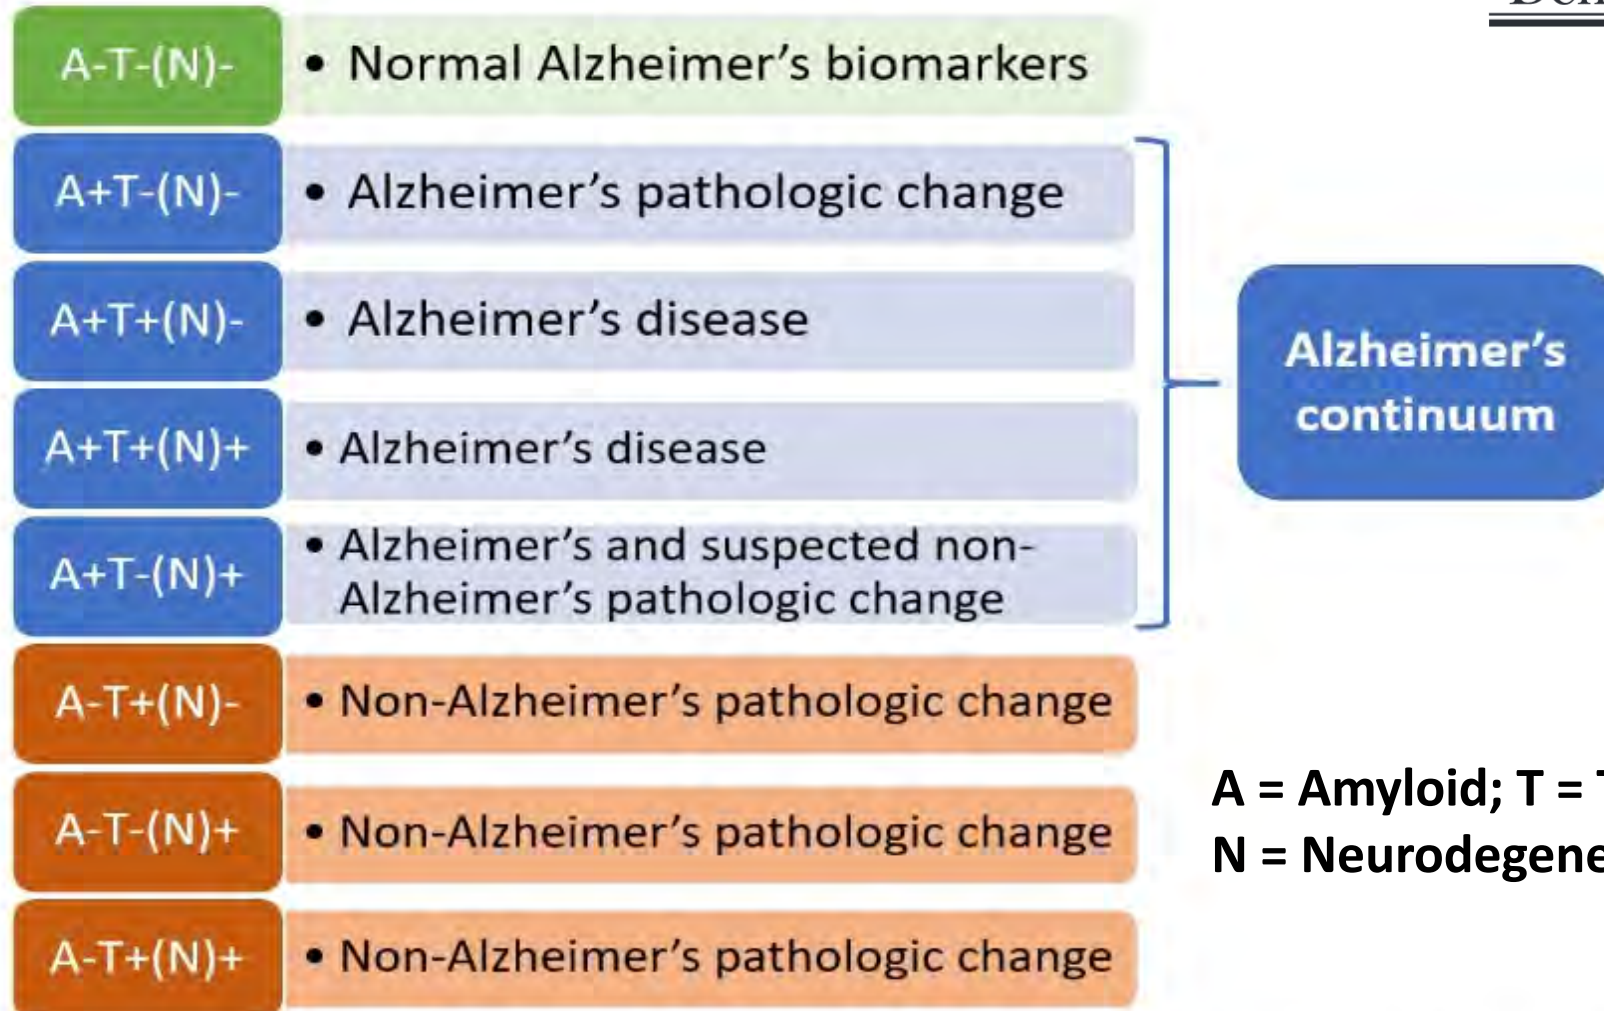 A-T-(N)-
• Normal Alzheimer's biomarkers
A+T-(N)-
• Alzheimer's pathologic change
A+T+(N)-
• Alzheimer's disease
A+T+(N)+
• Alzheimer's disease
A+T-(N)+
• Alzheimer's and suspected non-
Alzheimer's pathologic change
Alzheimer's
continuum
A-T+(N)-
• Non-Alzheimer's pathologic change
A-T-(N)+
• Non-Alzheimer's pathologic change
A-T+(N)+
• Non-Alzheimer's pathologic change
A = Amyloid; T =
N =